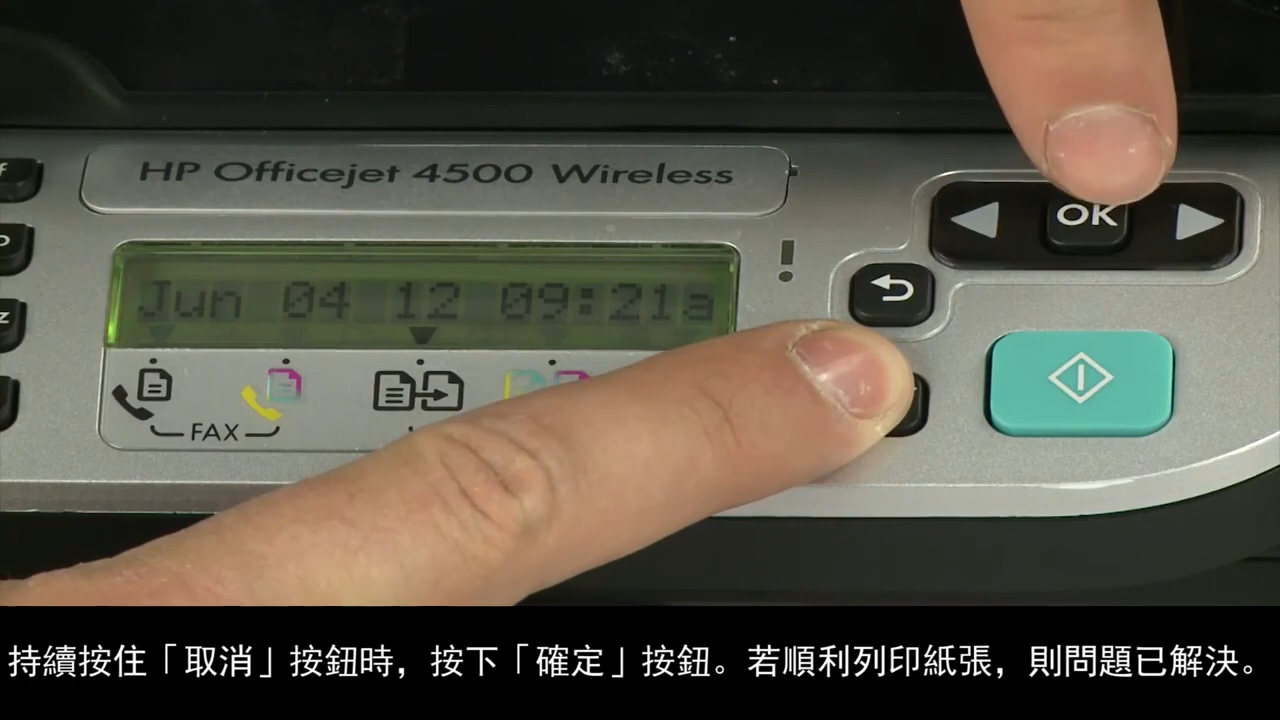 HP Officejet 4500 Wireless
OK
Jun 04 12 09:21a
FAX
持續按住「取消」按鈕時，按下「確定」按鈕。若順利列印紙張，則問題已解決。